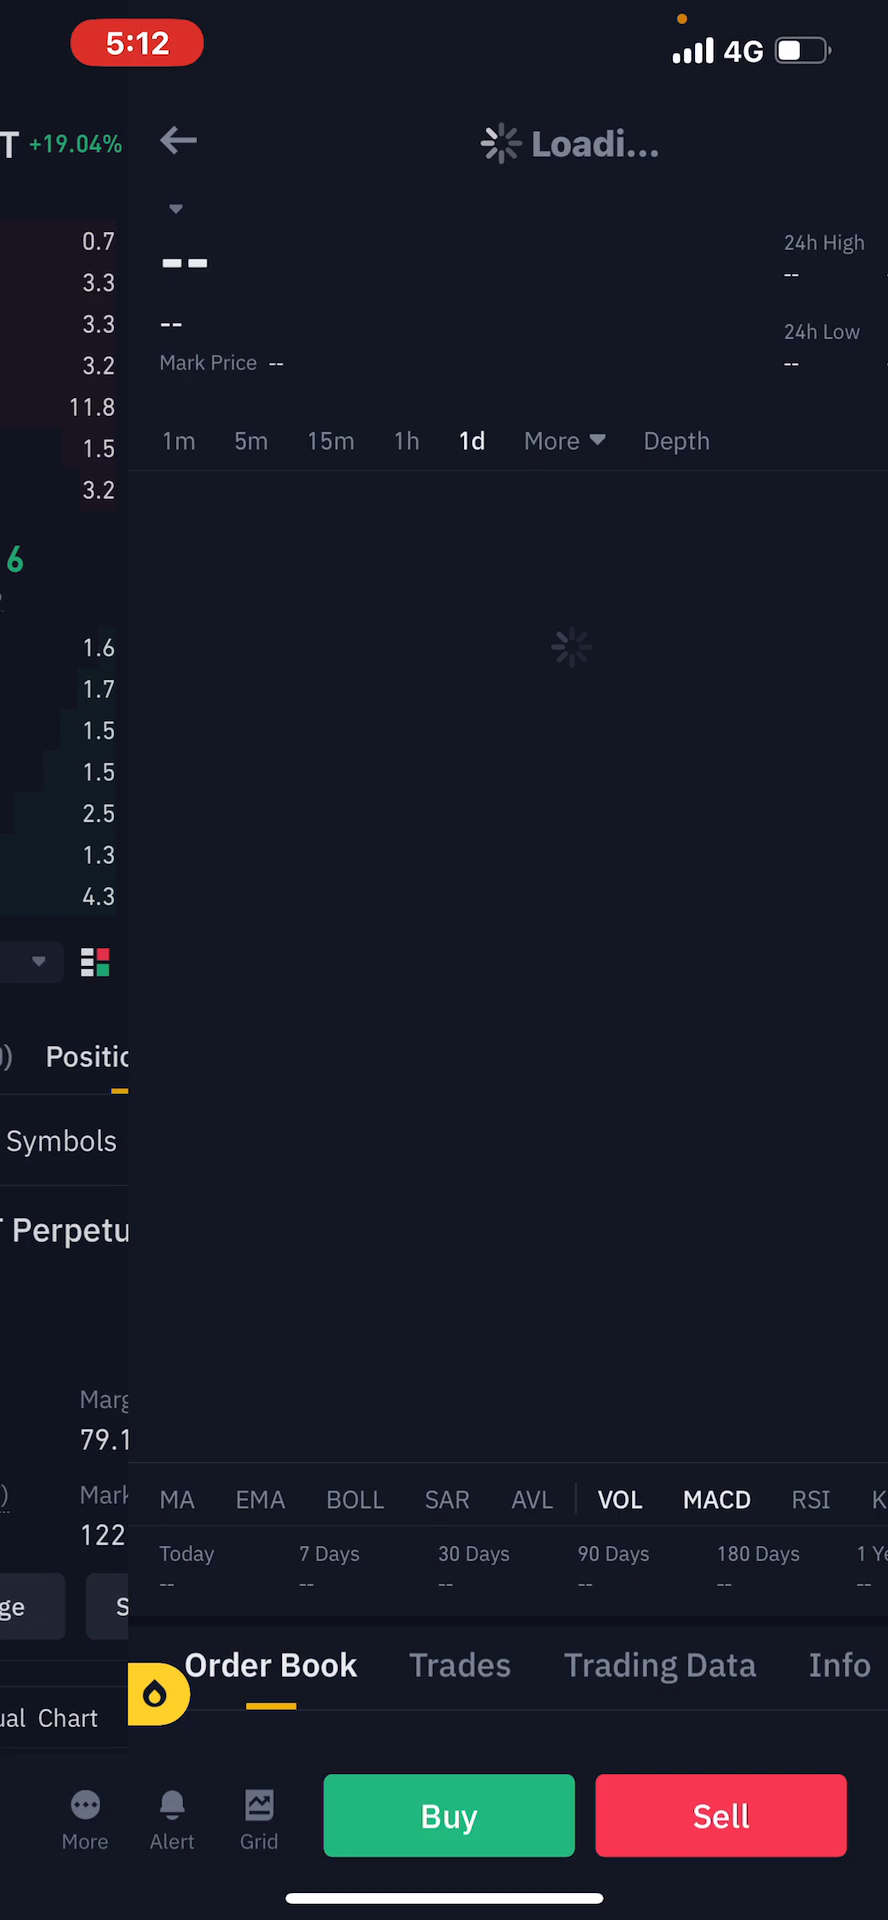 5:12
4G
T +19.04%
Loadi...
--
24h High
--
--
24h Low
--
Mark Price --
1m 5m 15m 1h 1d More Depth
0.7
3.3
3.3
3.2
11.8
1.5
3.2
6
1.6
1.7
1.5
1.5
2.5
1.3
4.3
Positio
Symbols
Perpetu
Marg
79.1
Mark
122
ge S
ual Chart
MA EMA BOLL SAR AVL VOL MACD RSI K
Today 7 Days 30 Days 90 Days 180 Days 1 Ye
-- -- -- -- -- --
Order Book Trades Trading Data Info
More Alert Grid
Buy Sell